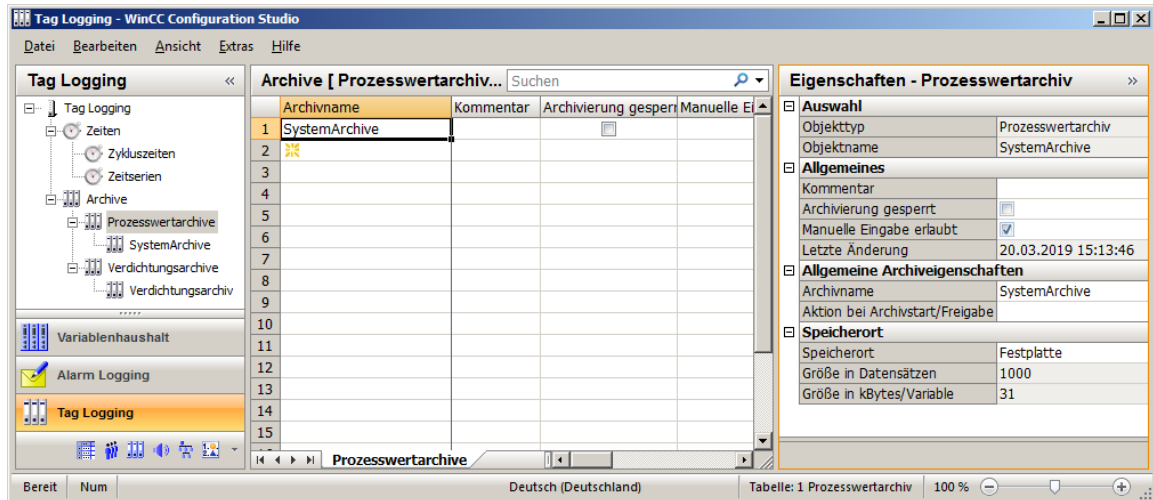 Tag Logging - WinCC Configuration Studio
Datei Bearbeiten Ansicht Extras Hilfe
Tag Logging «
Tag Logging
Zeiten
Zykluszeiten
Zeitserien
Archive
Prozesswertarchive
SystemArchive
Verdichtungsarchive
Verdichtungsarchiv
Variablenhaushalt
Alarm Logging
Tag Logging
Archive [ Prozesswertarchiv... Suchen
Archivname Kommentar Archivierung gesperr Manuelle Ei
1 SystemArchive
2
3
4
5
6
7
8
9
10
11
12
13
14
15
Prozesswertarchive
Eigenschaften - Prozesswertarchiv »
Auswahl
Objekttyp Prozesswertarchiv
Objektname SystemArchive
Allgemeines
Kommentar
Archivierung gesperrt
Manuelle Eingabe erlaubt
Letzte Änderung 20.03.2019 15:13:46
Allgemeine Archiveigenschaften
Archivname SystemArchive
Aktion bei Archivstart/Freigabe
Speicherort
Speicherort Festplatte
Größe in Datensätzen 1000
Größe in kBytes/Variable 31
Bereit Num Deutsch (Deutschland) Tabelle: 1 Prozesswertarchiv 100 %